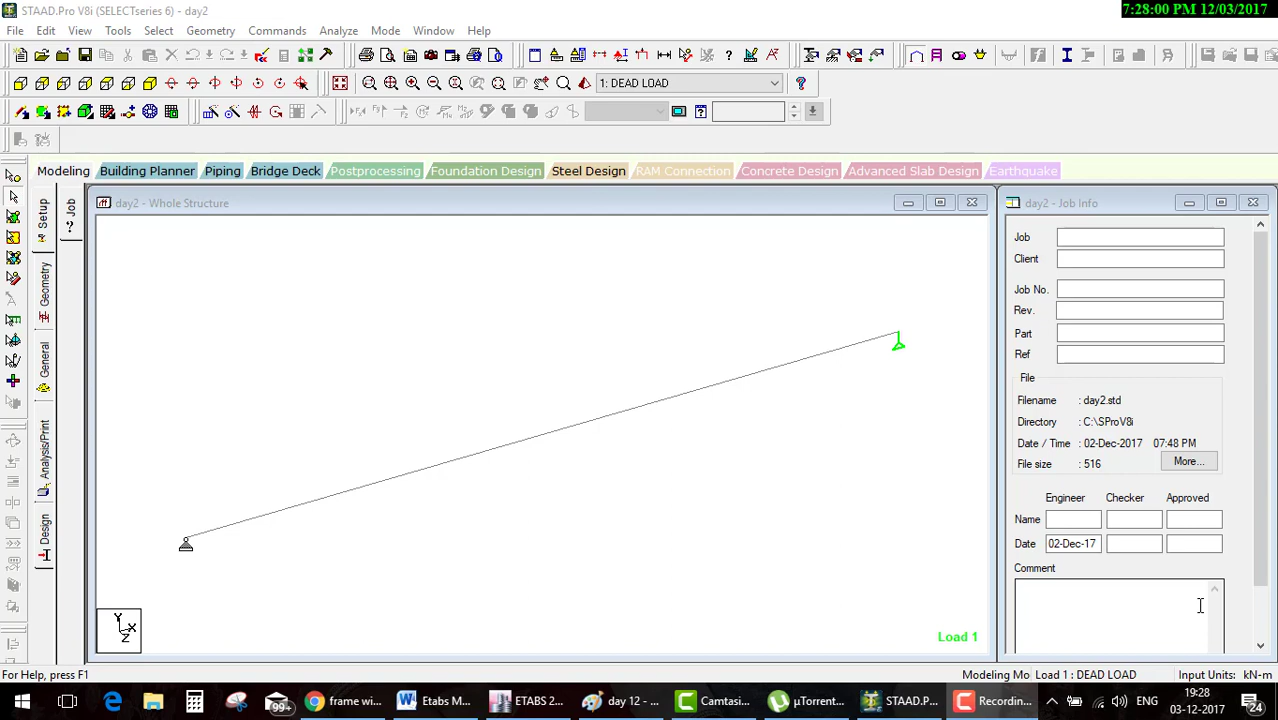 STAAD.Pro V8i (SELECTseries 6) - day2
7:28:00 PM 12/03/2017
File Edit View Tools Select Geometry Commands Analyze Mode Window Help
1: DEAD LOAD
Modeling Building Planner Piping Bridge Deck Postprocessing Foundation Design Steel Design RAM Connection Concrete Design Advanced Slab Design Earthquake
Setup
Geometry
General
Analysis/Print
Design
Job
day2 - Whole Structure
Y
X
Z
Load 1
day2 - Job Info
Job
Client
Job No.
Rev.
Part
Ref
File
Filename : day2.std
Directory : C:\SProV8i
Date / Time : 02-Dec-2017 07:48 PM
File size : 516 More...
Engineer Checker Approved
Name
Date 02-Dec-17
Comment
For Help, press F1
Modeling Mo Load 1 : DEAD LOAD Input Units: kN-m
99+ frame wi... Etabs M... ETABS 2... day 12 - ... Camtasi... µTorrent... STAAD.P... Recordin... ENG 19:28
03-12-2017 24